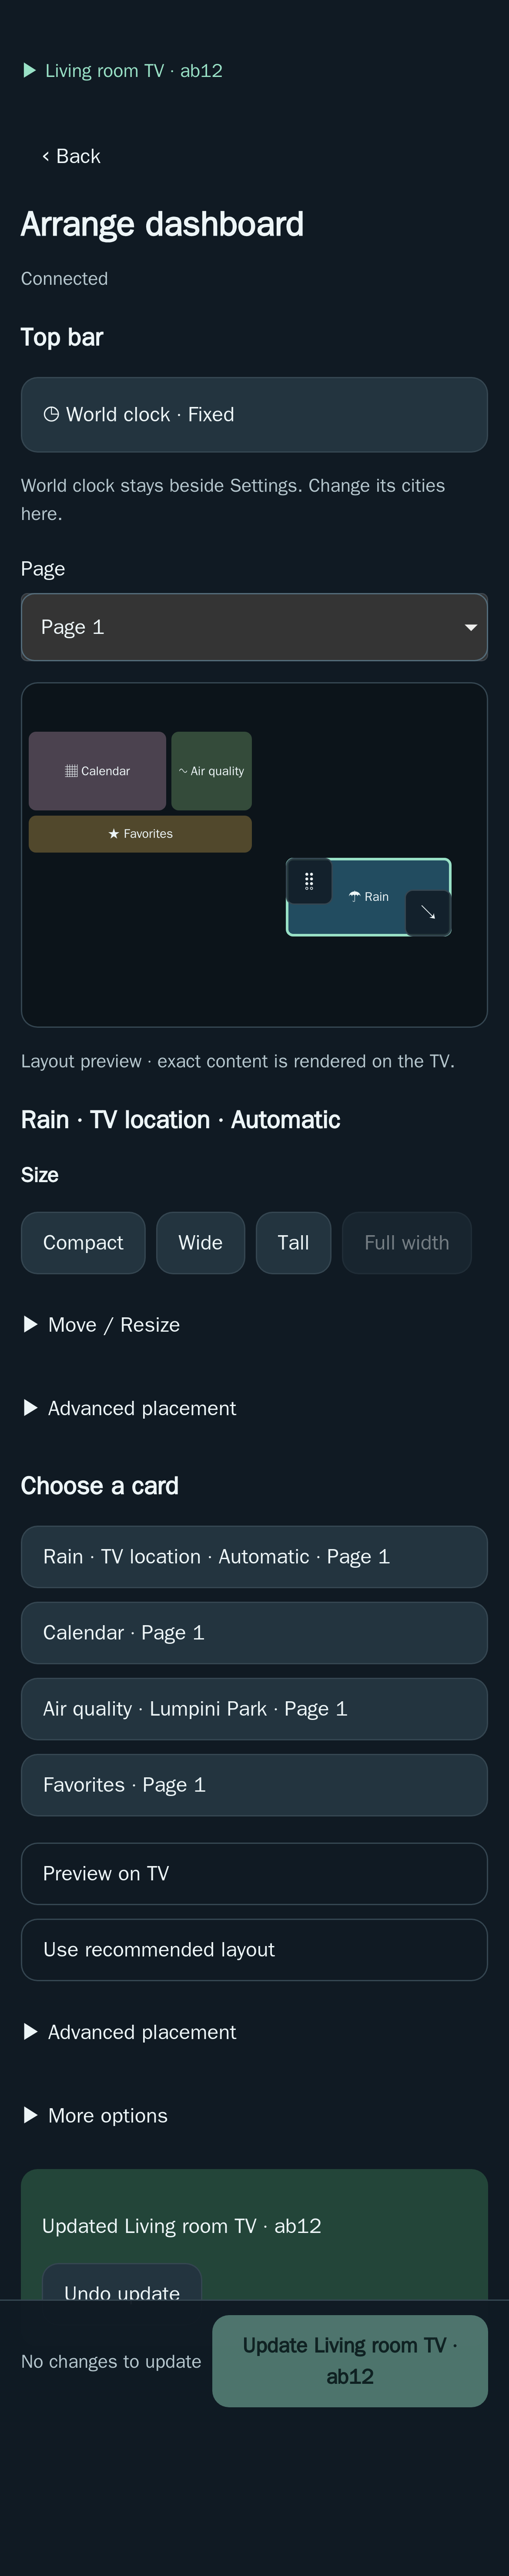 Living room TV · ab12
‹ Back
Arrange dashboard
Connected
Top bar
World clock · Fixed
World clock stays beside Settings. Change its cities
here.
Page
Page 1
Calendar
Air quality
★ Favorites
Rain
Layout preview · exact content is rendered on the TV.
Rain · TV location · Automatic
Size
Compact
Wide
Tall
Full width
Move / Resize
Advanced placement
Choose a card
Rain · TV location · Automatic · Page 1
Calendar · Page 1
Air quality · Lumpini Park · Page 1
Favorites · Page 1
Preview on TV
Use recommended layout
Advanced placement
More options
Updated Living room TV · ab12
Undo update
No changes to update
Update Living room TV ·
ab12